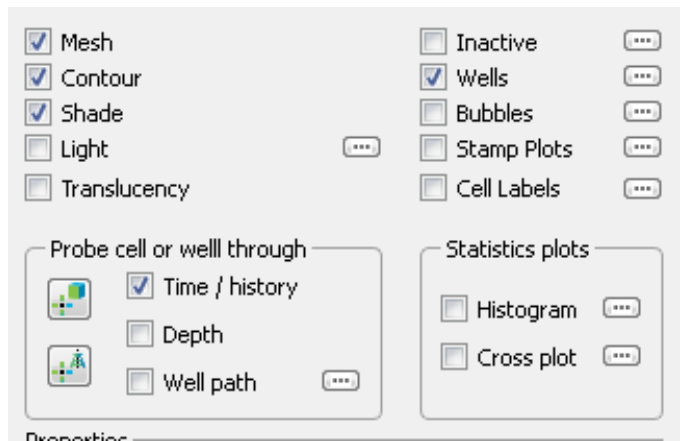 Mesh
Contour
Shade
Light
Translucency
Inactive
Wells
Bubbles
Stamp Plots
Cell Labels
Probe cell or welll through
Time / history
Depth
Well path
Statistics plots
Histogram
Cross plot
Properties